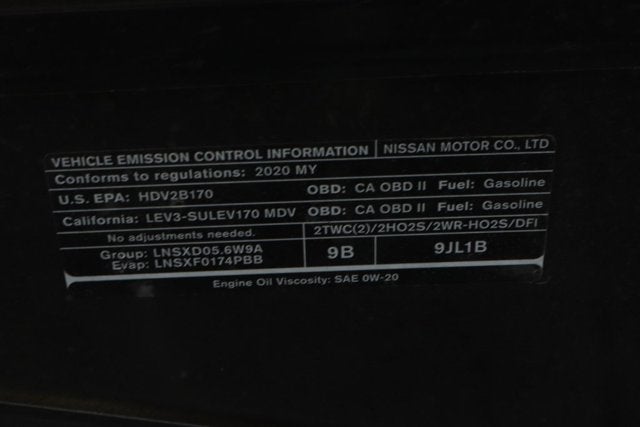 VEHICLE EMISSION CONTROL INFORMATION NISSAN MOTOR CO., LTD
Conforms to regulations: 2020 MY
U.S. EPA: HDV2B170 OBD: CA OBD II Fuel: Gasoline
California: LEV3-SULEV170 MDV OBD: CA OBD II Fuel: Gasoline
No adjustments needed. 2TWC(2)/2HO2S/2WR-HO2S/DFI
Group: LNSXD05.6W9A 9B 9JL1B
Evap: LNSXF0174PBB
Engine Oil Viscosity: SAE 0W-20